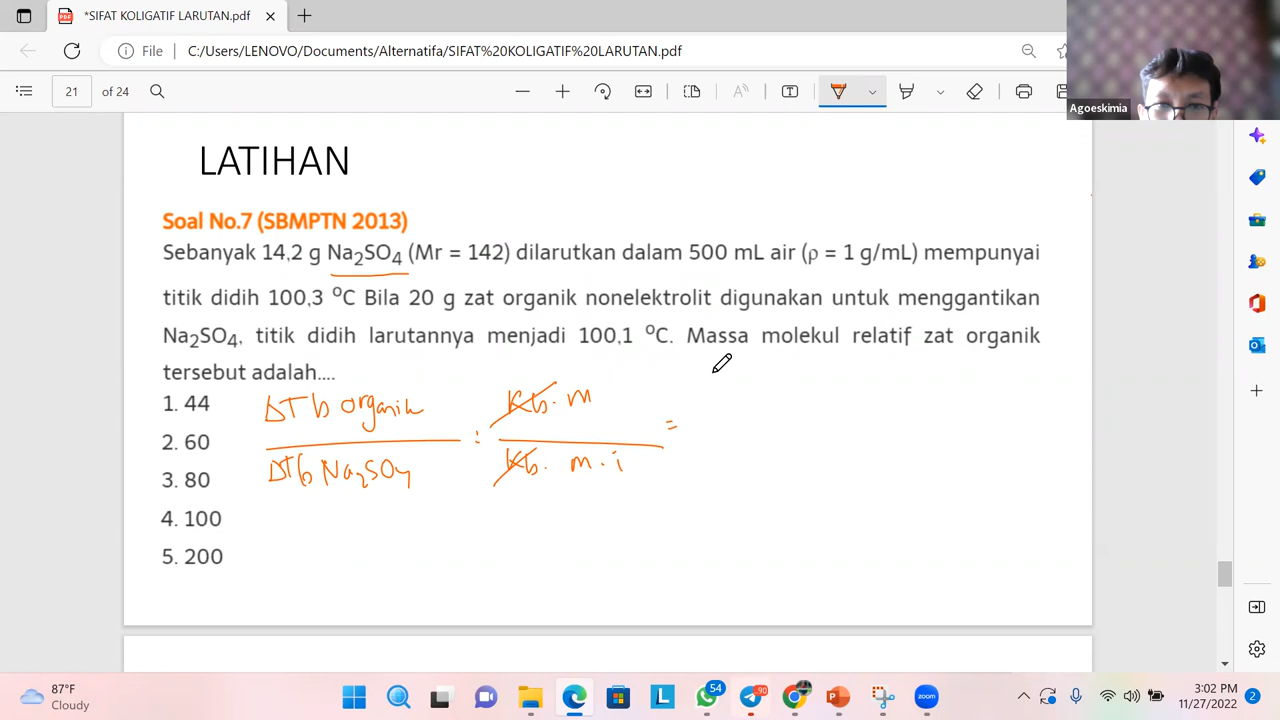 *SIFAT KOLIGATIF LARUTAN.pdf
File C:/Users/LENOVO/Documents/Alternatifa/SIFAT%20KOLIGATIF%20LARUTAN.pdf
21 of 24
Agoeskimia
LATIHAN
Soal No.7 (SBMPTN 2013)
Sebanyak 14,2 g Na₂SO₄ (Mr = 142) dilarutkan dalam 500 mL air (ρ = 1 g/mL) mempunyai
titik didih 100,3 ⁰C Bila 20 g zat organik nonelektrolit digunakan untuk menggantikan
Na₂SO₄, titik didih larutannya menjadi 100,1 ⁰C. Massa molekul relatif zat organik
tersebut adalah....
1. 44
2. 60
3. 80
4. 100
5. 200
ΔTb organik : Kb. m =
ΔTb Na₂SO₄ Kb. m. i
54
90
L
zoom
87°F
Cloudy
3:02 PM
11/27/2022
2